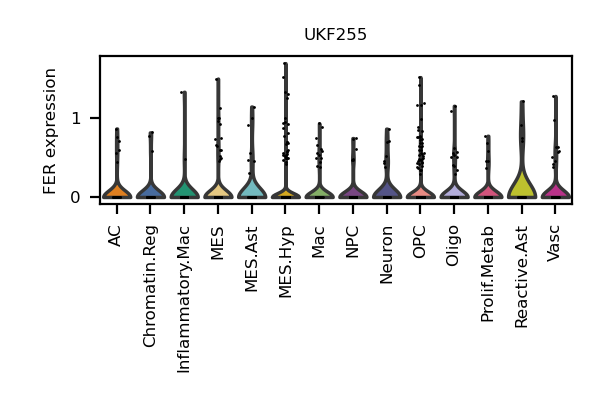 UKF255
FER expression
1
0
AC
Chromatin.Reg
Inflammatory.Mac
MES
MES.Ast
MES.Hyp
Mac
NPC
Neuron
OPC
Oligo
Prolif.Metab
Reactive.Ast
Vasc